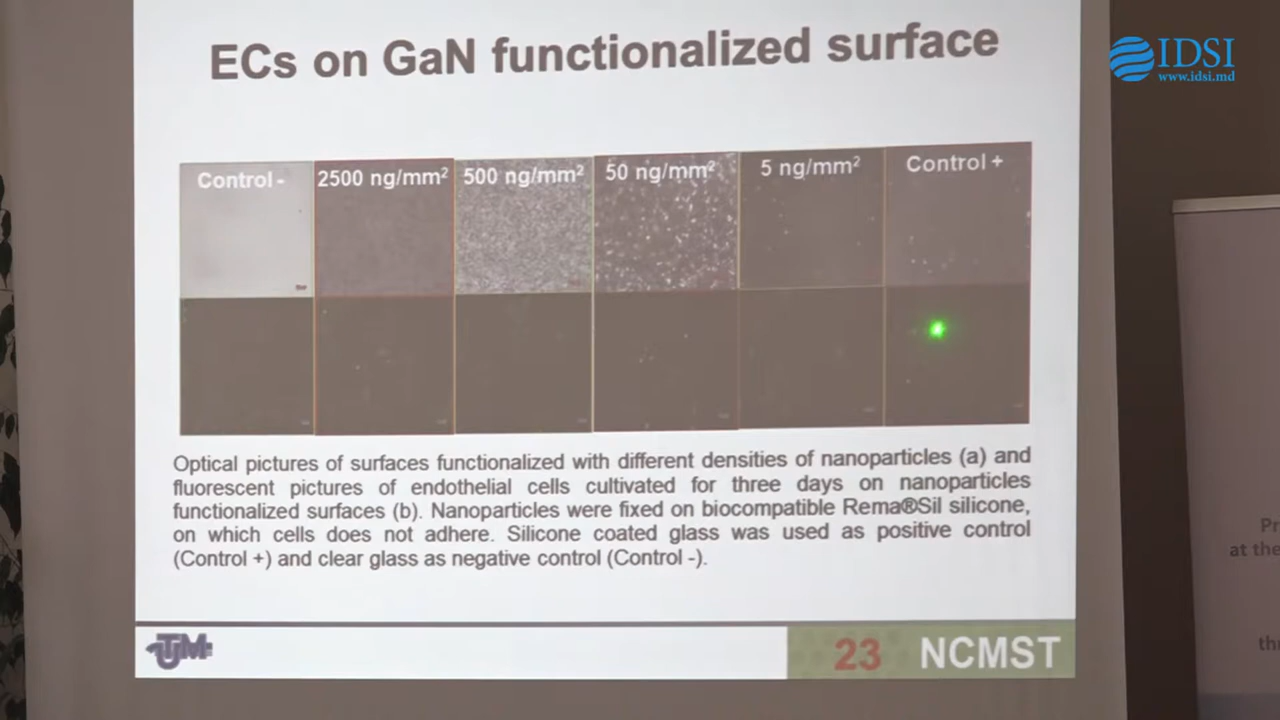 ECs on GaN functionalized surface
IDSI
www.idsi.md
Control - 2500 ng/mm² 500 ng/mm² 50 ng/mm² 5 ng/mm² Control +
Optical pictures of surfaces functionalized with different densities of nanoparticles (a) and
fluorescent pictures of endothelial cells cultivated for three days on nanoparticles
functionalized surfaces (b). Nanoparticles were fixed on biocompatible Rema®Sil silicone,
on which cells does not adhere. Silicone coated glass was used as positive control
(Control +) and clear glass as negative control (Control -).
at the
UTM
23 NCMST